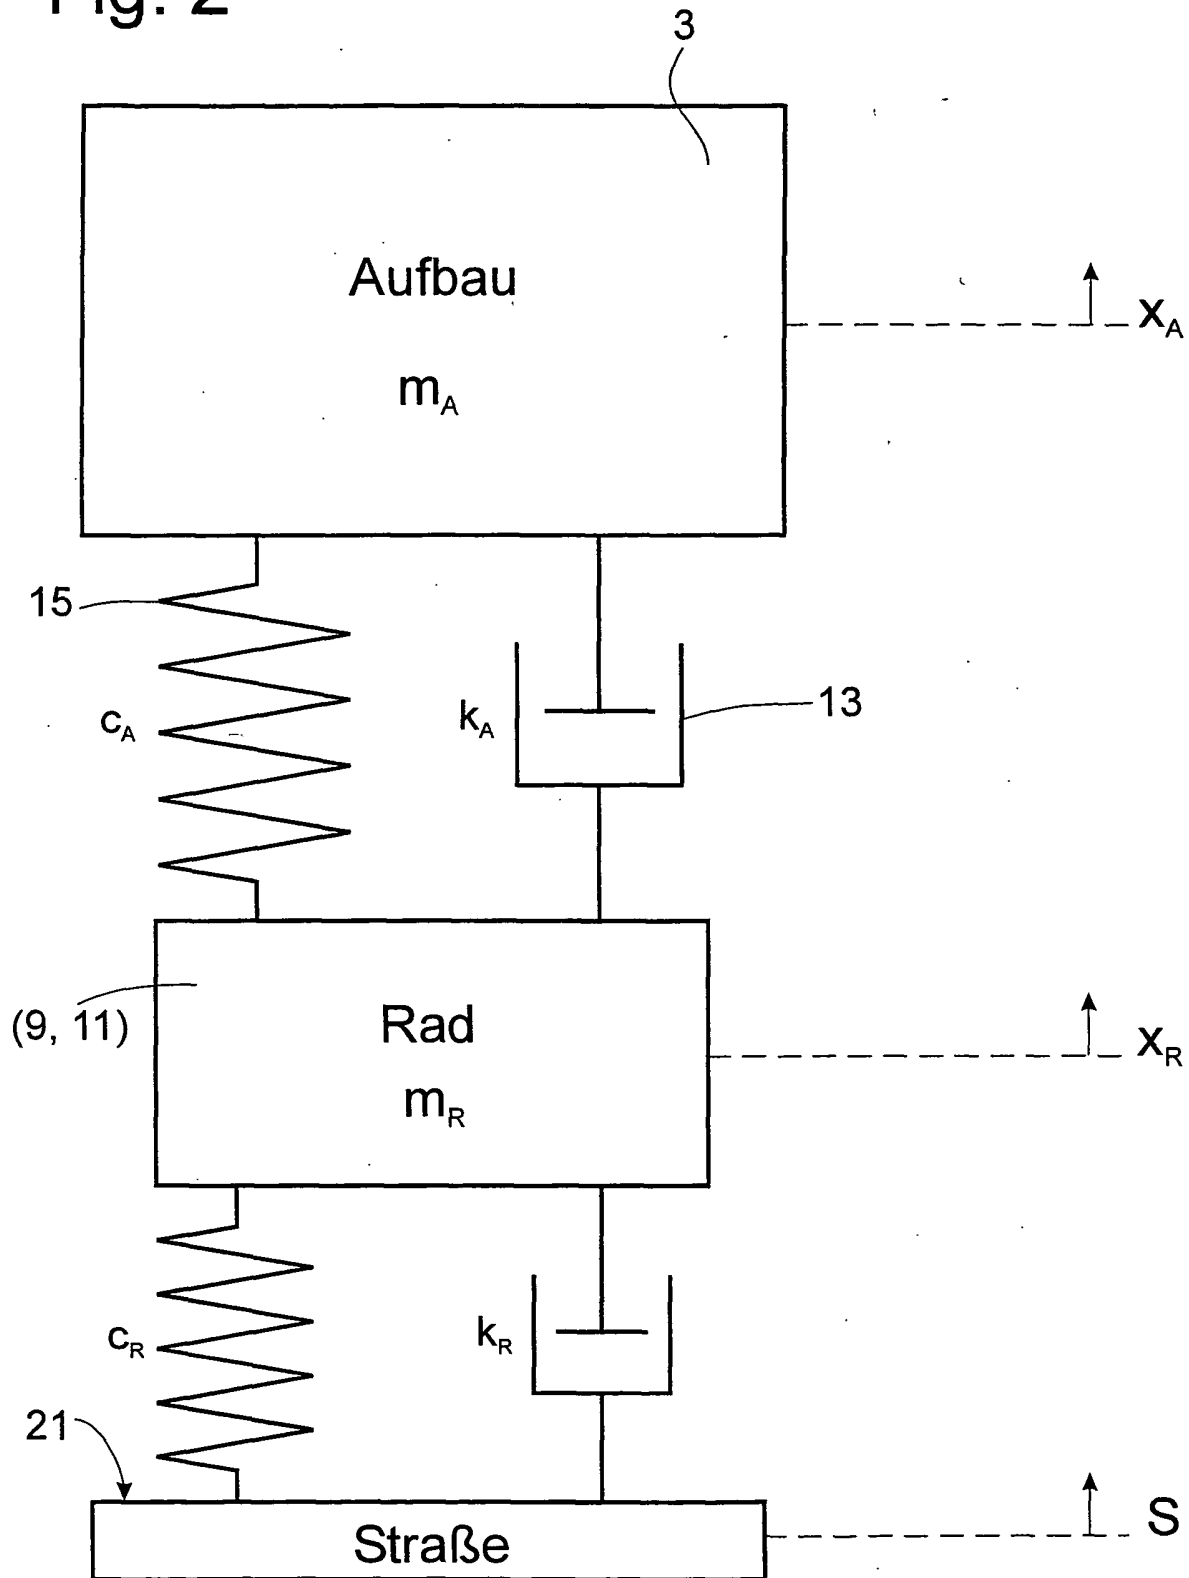 Fig. 2
3
Aufbau
x_A
m_A
15
13
c_A
k_A
(9, 11)
Rad
x_R
m_R
c_R
k_R
21
S
Straße